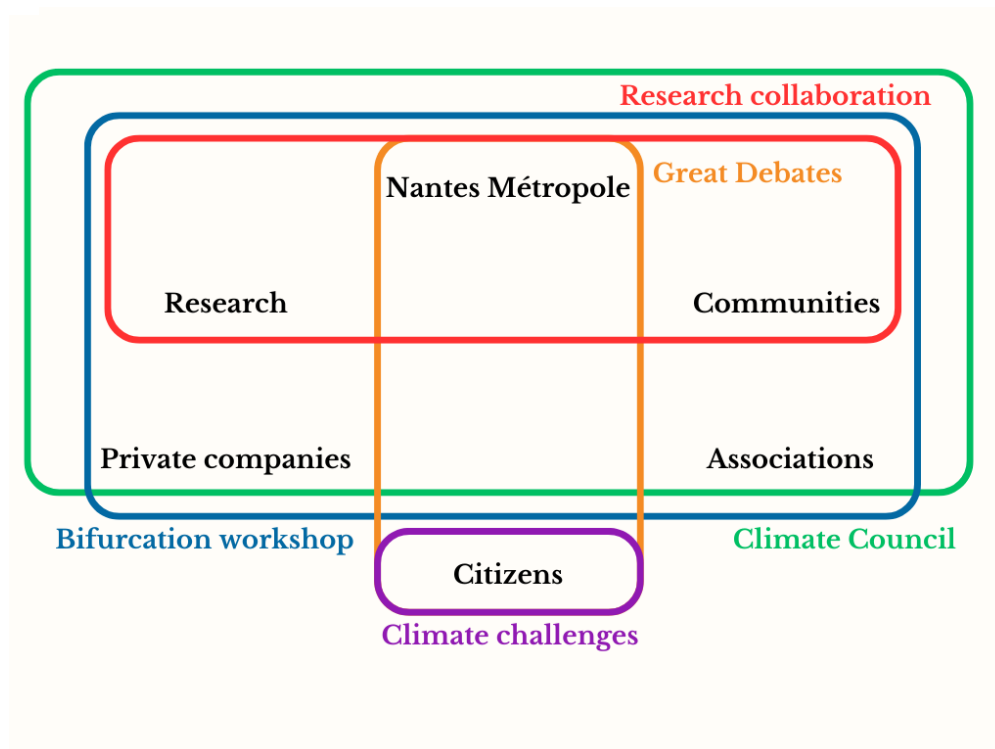 Research collaboration
Great Debates
Nantes Métropole
Research
Communities
Private companies
Associations
Bifurcation workshop
Climate Council
Citizens
Climate challenges